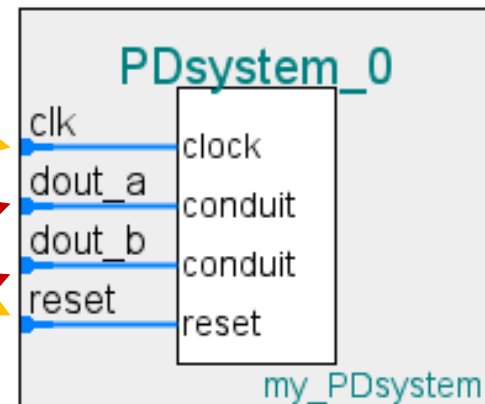 PDsystem_0
clk
clock
dout_a
conduit
dout_b
conduit
reset
reset
my_PDsystem